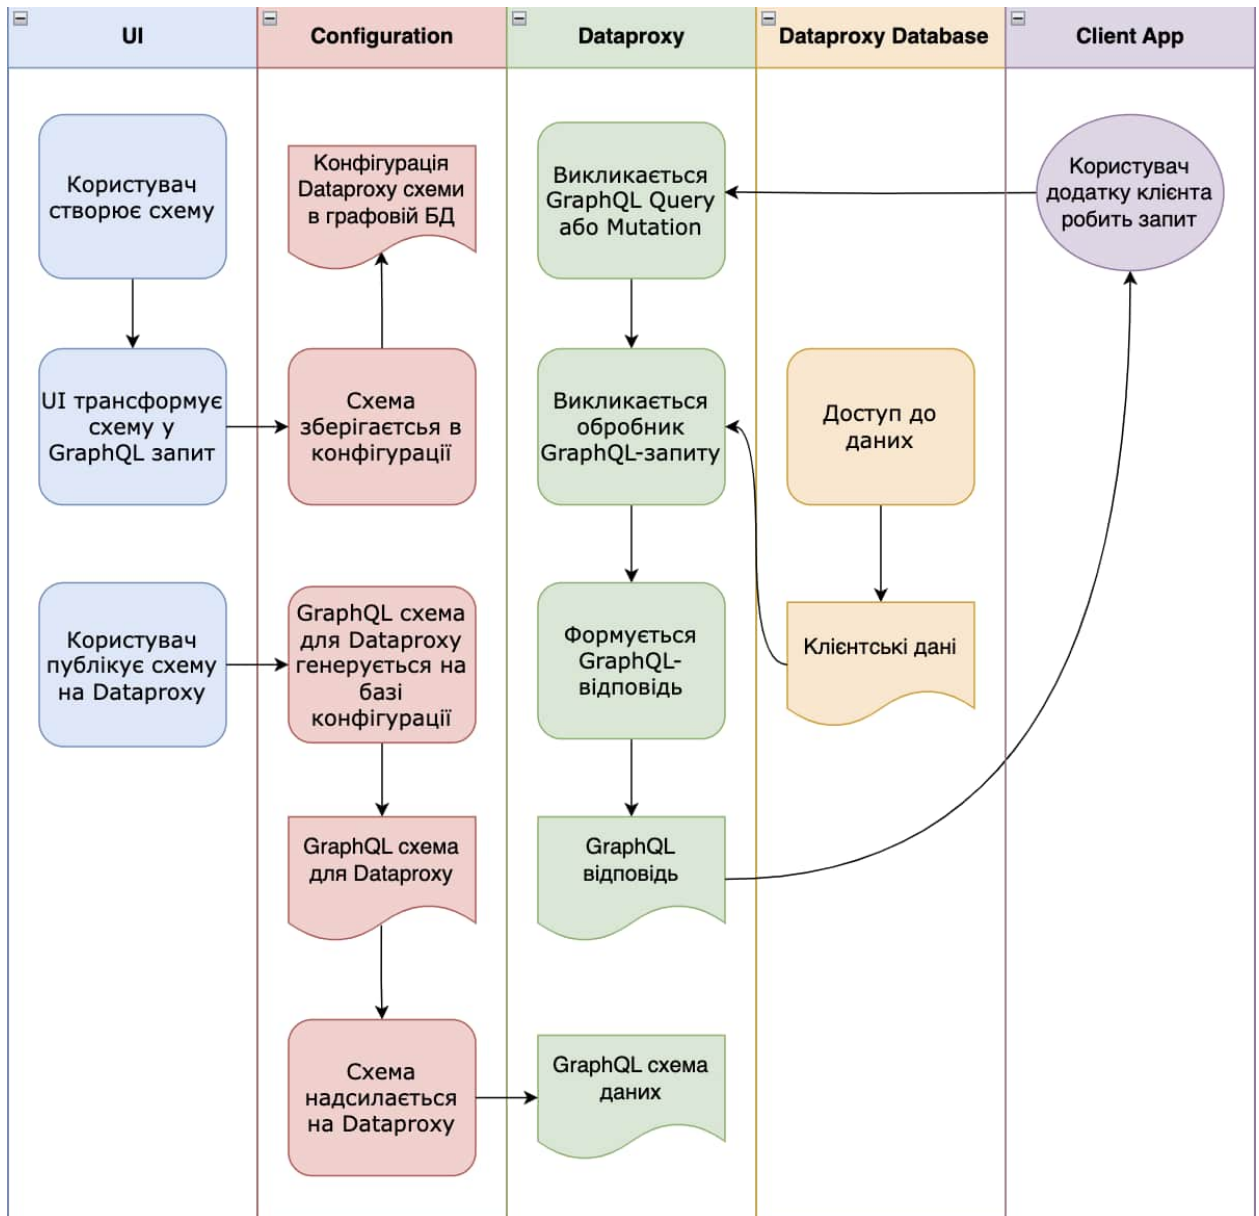 UI
Configuration
Dataproxy
Dataproxy Database
Client App
Користувач
створює схему
UI трансформує
схему у
GraphQL запит
Користувач
публікує схему
на Dataproxy
Конфігурація
Dataproxy схеми
в графовій БД
Схема
зберігаєтсья в
конфігурації
GraphQL схема
для Dataproxy
генерується на
базі
конфігурації
GraphQL схема
для Dataproxy
Схема
надсилається
на Dataproxy
Викликається
GraphQL Query
або Mutation
Викликається
обробник
GraphQL-запиту
Формується
GraphQL-
відповідь
GraphQL
відповідь
GraphQL схема
даних
Доступ до
даних
Клієнтські дані
Користувач
додатку клієнта
робить запит